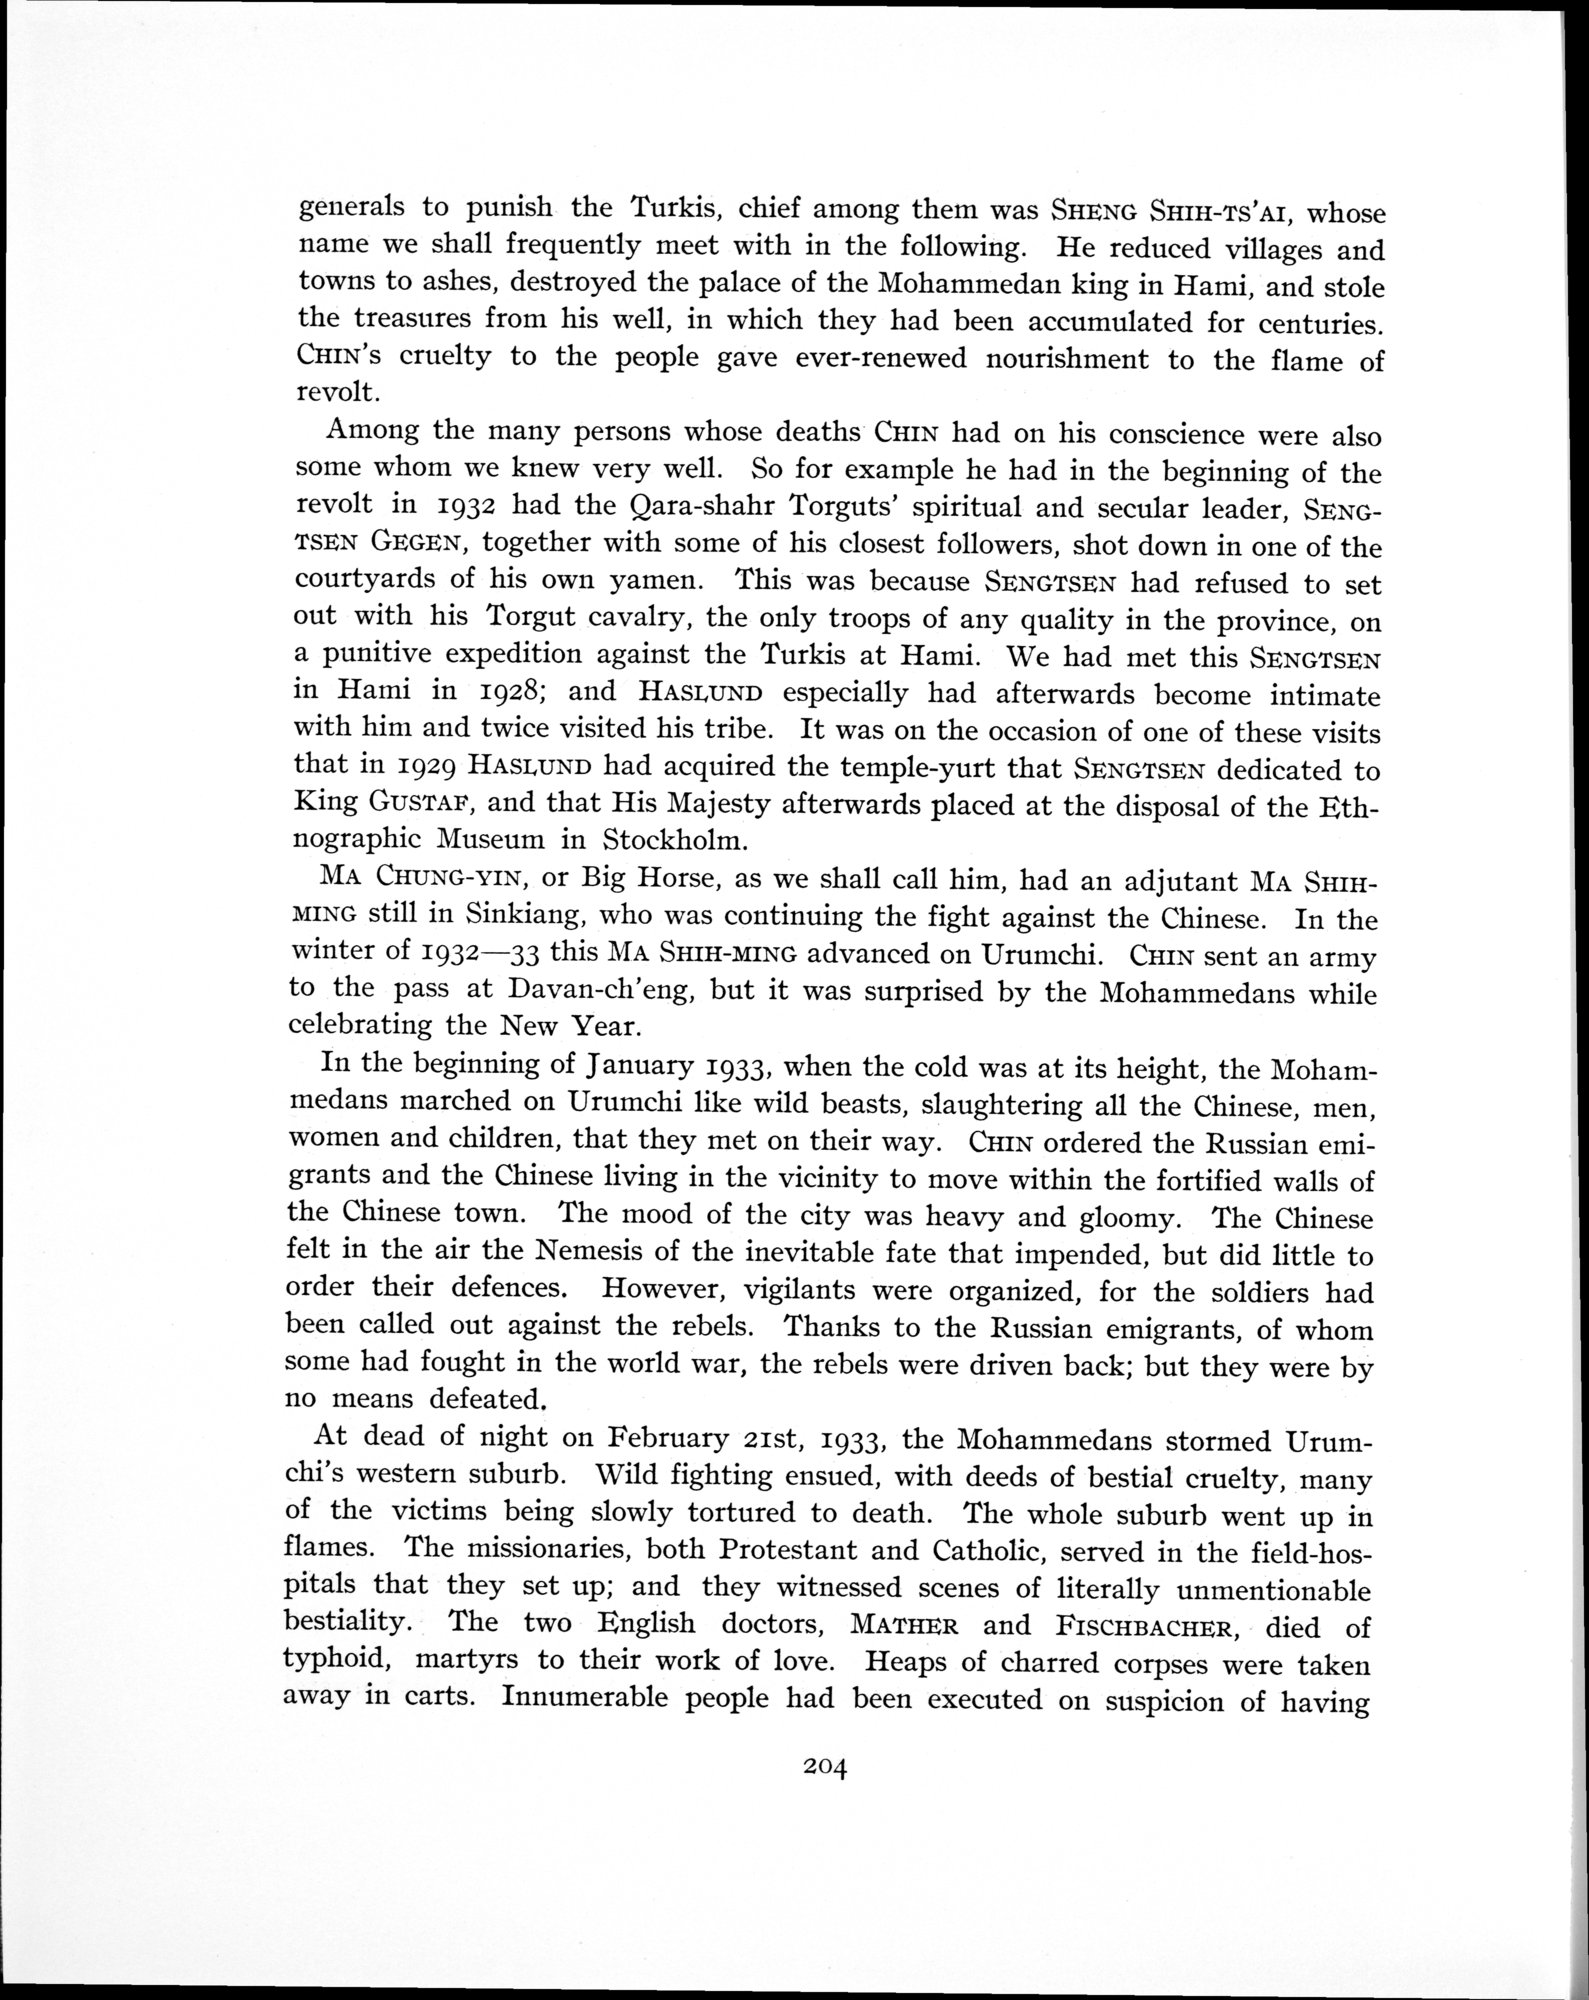 generals to punish the Turkis, chief among them was SHENG SHIH-TS'AI, whose
name we shall frequently meet with in the following. He reduced villages and
towns to ashes, destroyed the palace of the Mohammedan king in Hami, and stole
the treasures from his well, in which they had been accumulated for centuries.
CHIN's cruelty to the people gave ever-renewed nourishment to the flame of
revolt.
Among the many persons whose deaths CHIN had on his conscience were also
some whom we knew very well. So for example he had in the beginning of the
revolt in 1932 had the Qara-shahr Torguts' spiritual and secular leader, SENG-
TSEN GEGEN, together with some of his closest followers, shot down in one of the
courtyards of his own yamen. This was because SENGTSEN had refused to set
out with his Torgut cavalry, the only troops of any quality in the province, on
a punitive expedition against the Turkis at Hami. We had met this SENGTSEN
in Hami in 1928; and HASLUND especially had afterwards become intimate
with him and twice visited his tribe. It was on the occasion of one of these visits
that in 1929 HASLUND had acquired the temple-yurt that SENGTSEN dedicated to
King GUSTAF, and that His Majesty afterwards placed at the disposal of the Eth-
nographic Museum in Stockholm.
MA CHUNG-YIN, or Big Horse, as we shall call him, had an adjutant MA SHIH-
MING still in Sinkiang, who was continuing the fight against the Chinese. In the
winter of 1932—33 this MA SHIH-MING advanced on Urumchi. CHIN sent an army
to the pass at Davan-ch'eng, but it was surprised by the Mohammedans while
celebrating the New Year.
In the beginning of January 1933, when the cold was at its height, the Moham-
medans marched on Urumchi like wild beasts, slaughtering all the Chinese, men,
women and children, that they met on their way. CHIN ordered the Russian emi-
grants and the Chinese living in the vicinity to move within the fortified walls of
the Chinese town. The mood of the city was heavy and gloomy. The Chinese
felt in the air the Nemesis of the inevitable fate that impended, but did little to
order their defences. However, vigilants were organized, for the soldiers had
been called out against the rebels. Thanks to the Russian emigrants, of whom
some had fought in the world war, the rebels were driven back; but they were by
no means defeated.
At dead of night on February 21st, 1933, the Mohammedans stormed Urum-
chi's western suburb. Wild fighting ensued, with deeds of bestial cruelty, many
of the victims being slowly tortured to death. The whole suburb went up in
flames. The missionaries, both Protestant and Catholic, served in the field-hos-
pitals that they set up; and they witnessed scenes of literally unmentionable
bestiality. The two English doctors, MATHER and FISCHBACHER, died of
typhoid, martyrs to their work of love. Heaps of charred corpses were taken
away in carts. Innumerable people had been executed on suspicion of having
204